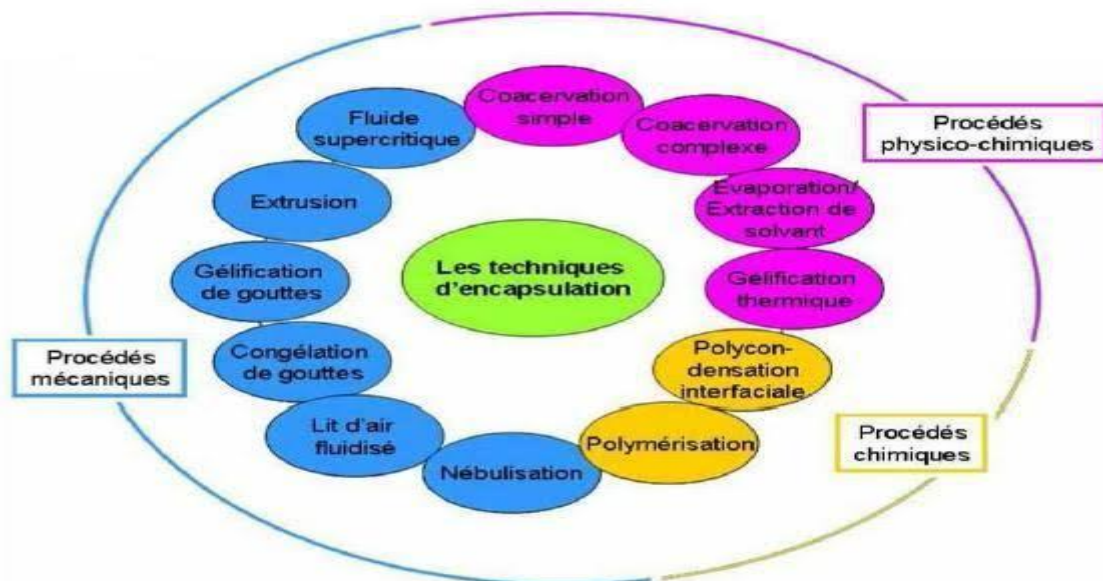 Coacervation
simple
Coacervation
complexe
Evaporation/
Extraction de
solvant
Gélification
thermique
Procédés
physico-chimiques
Polycon-
densation
interfaciale
Polymérisation
Procédés
chimiques
Nébulisation
Lit d'air
fluidisé
Congélation
de gouttes
Gélification
de gouttes
Extrusion
Fluide
supercritique
Procédés
mécaniques
Les techniques
d'encapsulation